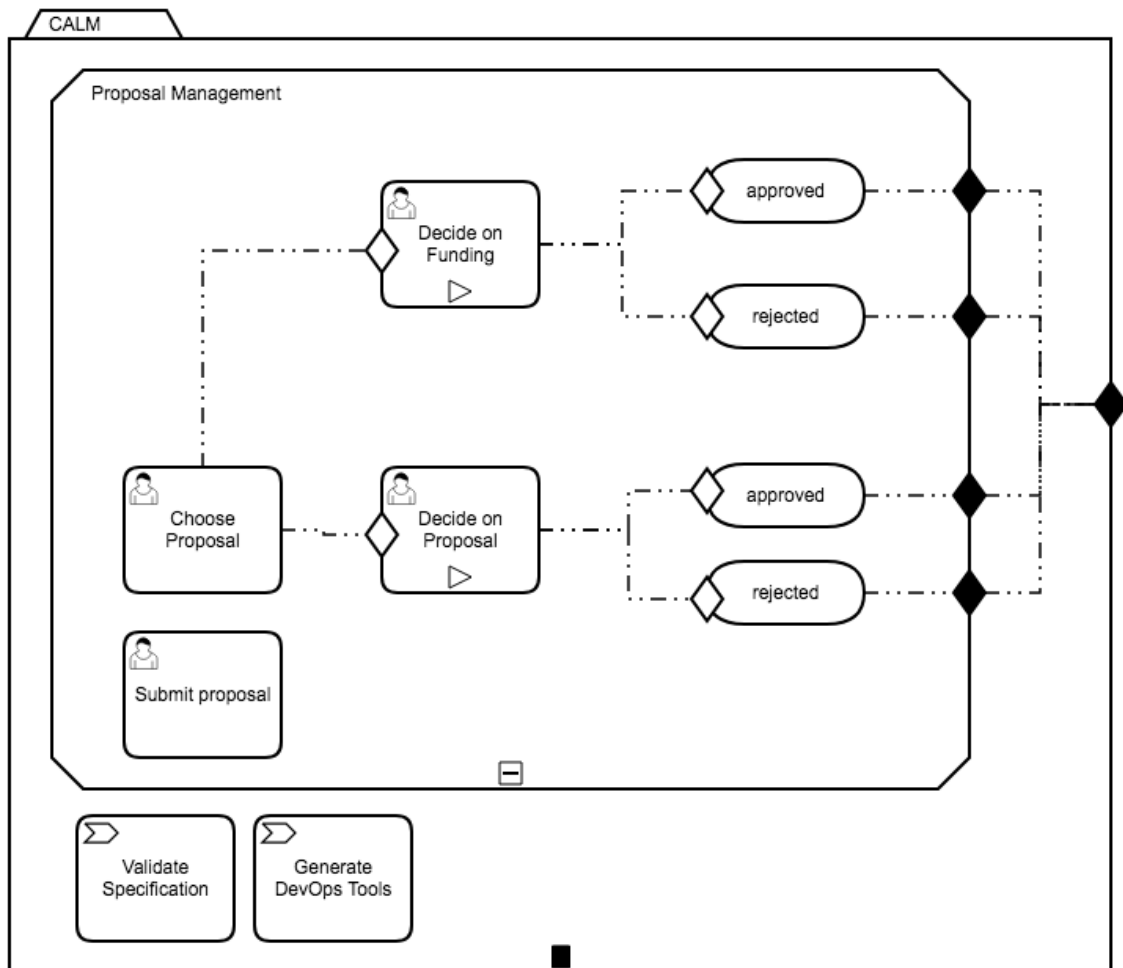 CALM
Proposal Management
Decide on
Funding
approved
rejected
Choose
Proposal
Decide on
Proposal
approved
rejected
Submit proposal
Validate
Specification
Generate
DevOps Tools